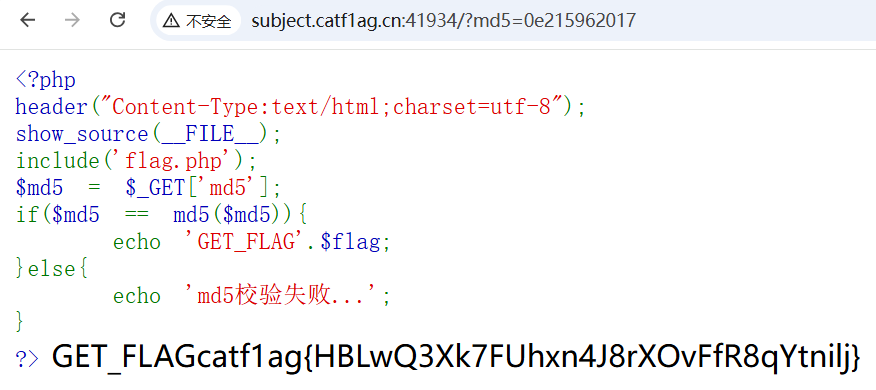 不安全 subject.catf1ag.cn:41934/?md5=0e215962017
<?php
header("Content-Type:text/html;charset=utf-8");
show_source(__FILE__);
include('flag.php');
$md5 = $_GET['md5'];
if($md5 == md5($md5)){
echo 'GET_FLAG'.$flag;
}else{
echo 'md5校验失败...';
}
?> GET_FLAGcatf1ag{HBLwQ3Xk7FUhxn4J8rXOvFfR8qYtnilj}